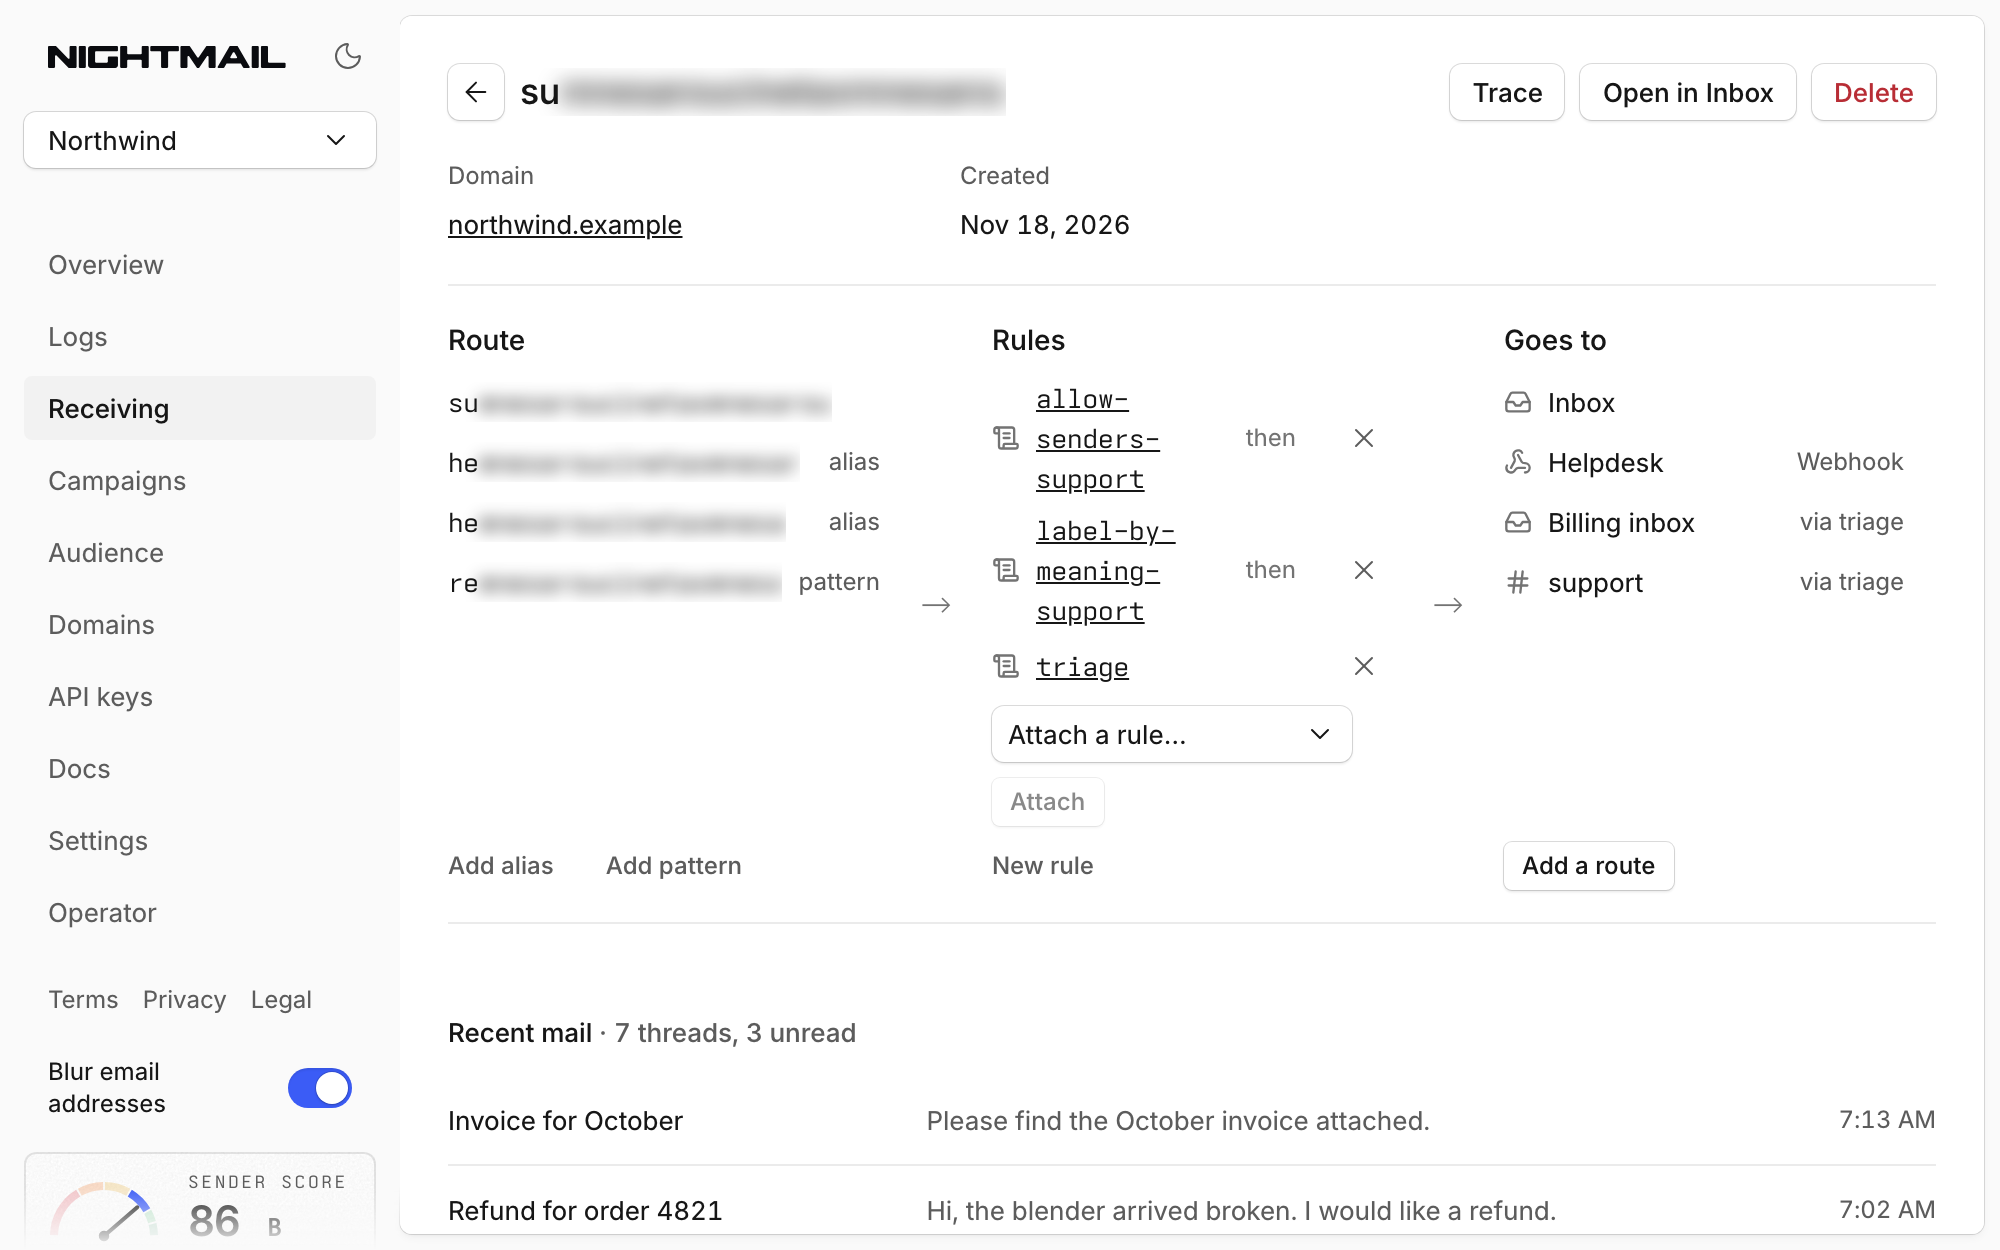 NIGHTMAIL
Northwind
Overview
Logs
Receiving
Campaigns
Audience
Domains
API keys
Docs
Settings
Operator
Terms Privacy Legal
Blur email
addresses
SENDER SCORE
86 B
su
Trace
Open in Inbox
Delete
Domain
northwind.example
Created
Nov 18, 2026
Route
su
he alias
he alias
re pattern
Add alias
Add pattern
Rules
allow-
senders-
support
then
label-by-
meaning-
support
then
triage
Attach a rule...
Attach
New rule
Goes to
Inbox
Helpdesk Webhook
Billing inbox via triage
# support via triage
Add a route
Recent mail · 7 threads, 3 unread
Invoice for October Please find the October invoice attached. 7:13 AM
Refund for order 4821 Hi, the blender arrived broken. I would like a refund. 7:02 AM